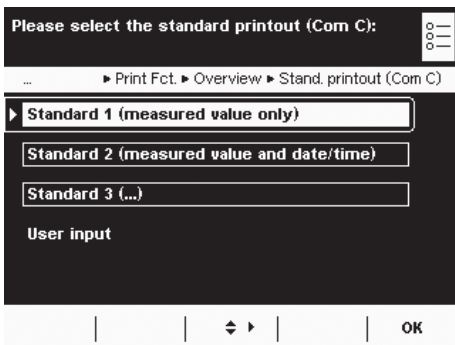 Please select the standard printout (Com C):
... ▸ Print Fct. ▸ Overview ▸ Stand. printout (Com C)
Standard 1 (measured value only)
Standard 2 (measured value and date/time)
Standard 3 (...)
User input
OK